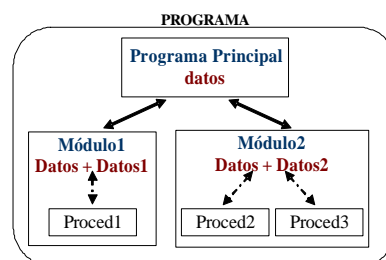 PROGRAMA
Programa Principal
datos
Módulo1
Datos + Datos1
Proced1
Módulo2
Datos + Datos2
Proced2
Proced3